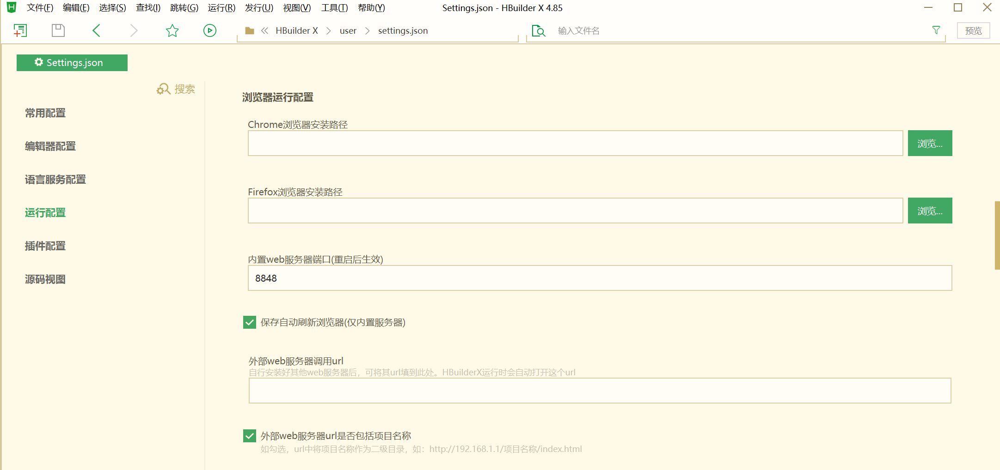 文件(F) 编辑(E) 选择(S) 查找(I) 跳转(G) 运行(R) 发行(U) 视图(V) 工具(T) 帮助(Y) Settings.json - HBuilder X 4.85
HBuilder X user settings.json 输入文件名 预览
Settings.json
搜索
常用配置
编辑器配置
语言服务配置
运行配置
插件配置
源码视图
浏览器运行配置
Chrome浏览器安装路径
浏览...
Firefox浏览器安装路径
浏览...
内置web服务器端口(重启后生效)
8848
保存自动刷新浏览器(仅内置服务器)
外部web服务器调用url
自行安装好其他web服务器后，可将其url填到此处。HBuilderX运行时会自动打开这个url
外部web服务器url是否包括项目名称
如勾选，url中将项目名称作为二级目录，如：http://192.168.1.1/项目名称/index.html